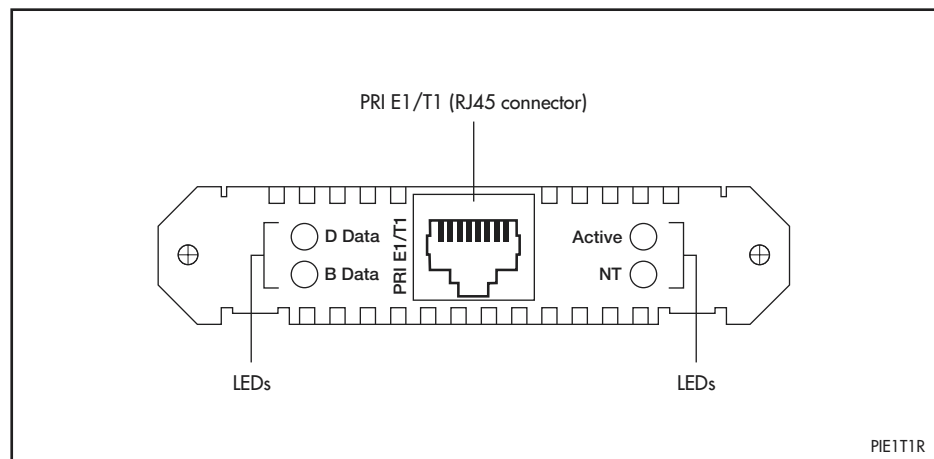 PRI E1/T1 (RJ45 connector)
D Data
B Data
PRI E1/T1
Active
NT
LEDs
LEDs
PIE1T1R